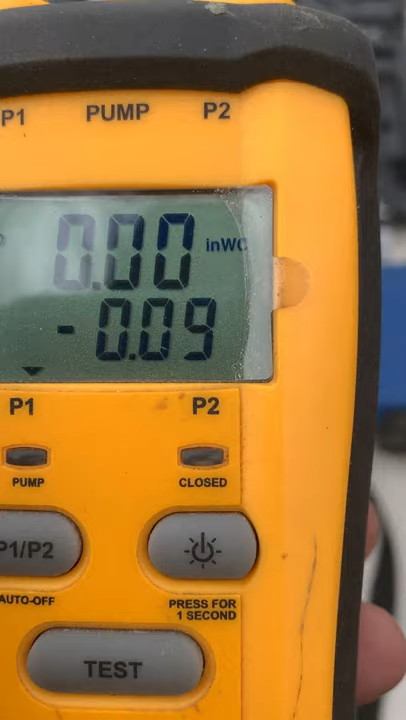 P1 PUMP P2
0.00 inWC
-0.09
P1 P2
PUMP CLOSED
P1/P2
AUTO-OFF PRESS FOR
1 SECOND
TEST